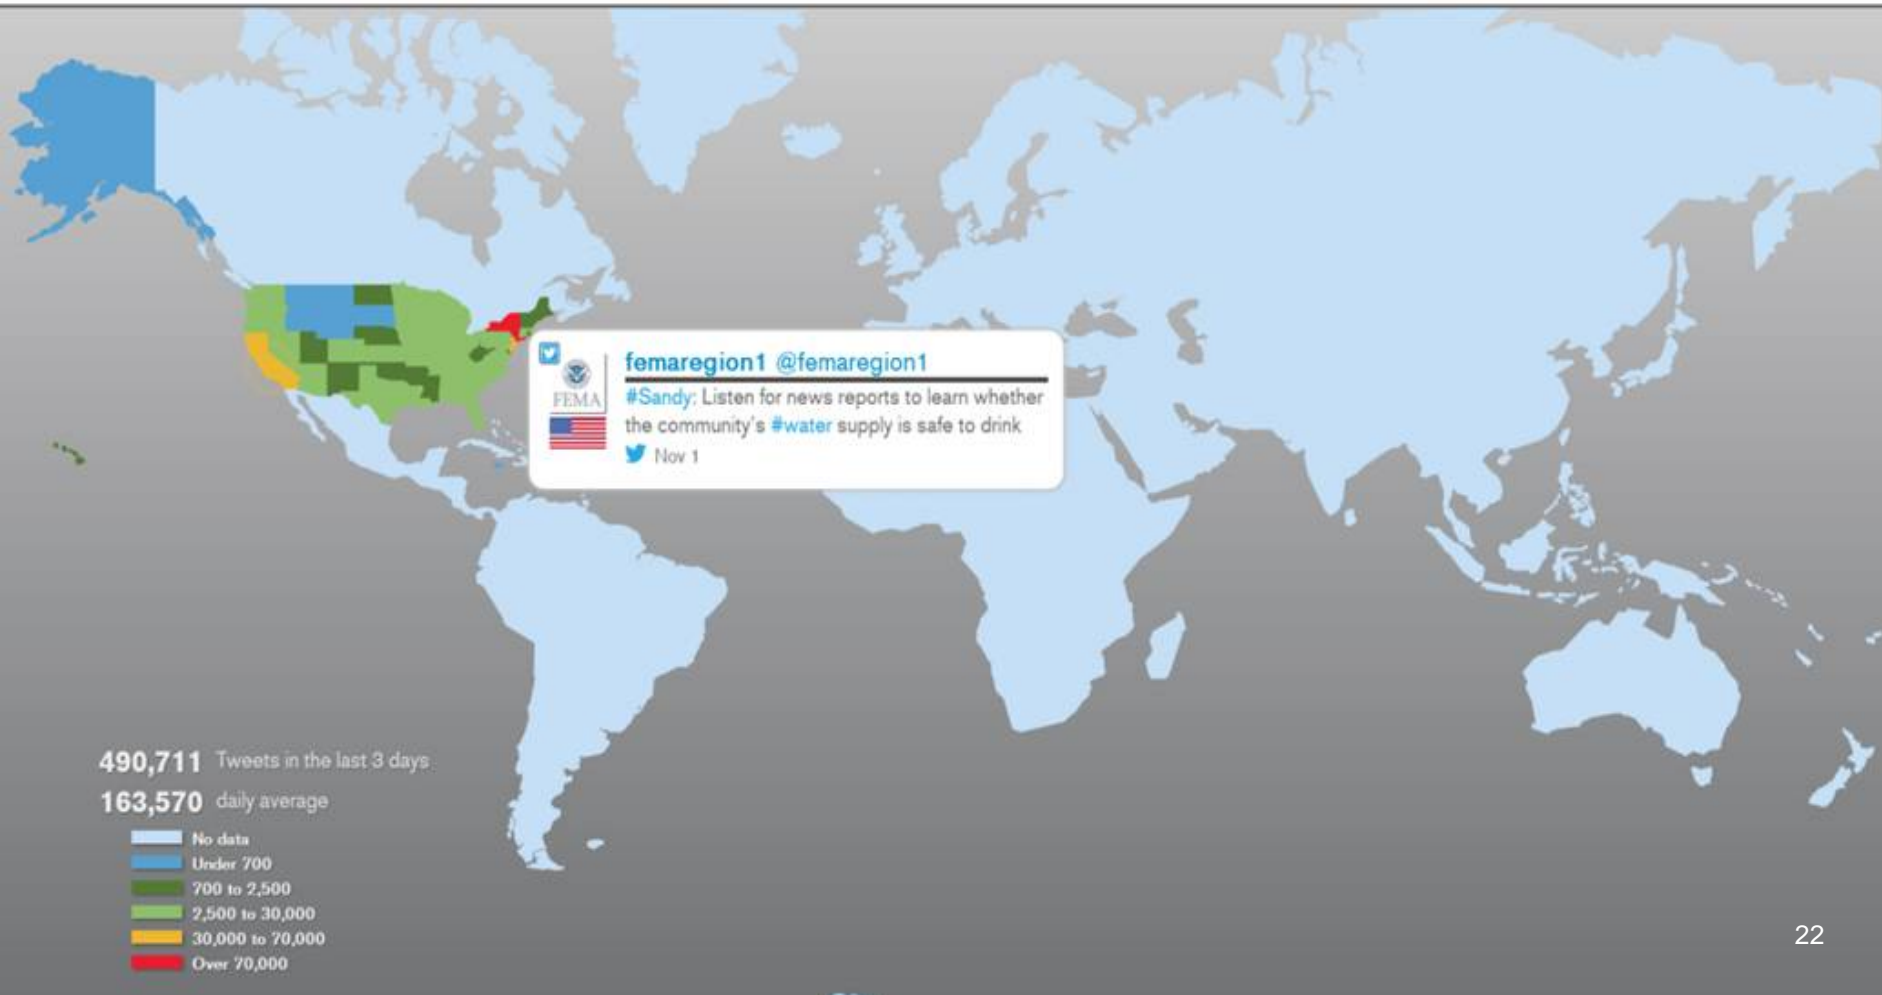 femaregion1 @femaregion1
FEMA
#Sandy: Listen for news reports to learn whether
the community's #water supply is safe to drink
Nov 1
490,711 Tweets in the last 3 days
163,570 daily average
No data
Under 700
700 to 2,500
2,500 to 30,000
30,000 to 70,000
Over 70,000
22